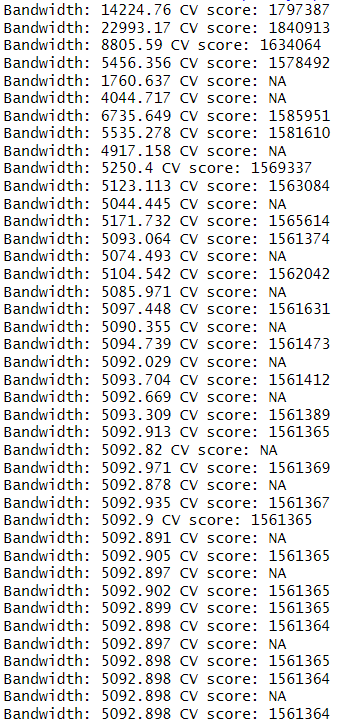 Bandwidth: 14224.76 CV score: 1797387
Bandwidth: 22993.17 CV score: 1840913
Bandwidth: 8805.59 CV score: 1634064
Bandwidth: 5456.356 CV score: 1578492
Bandwidth: 1760.637 CV score: NA
Bandwidth: 4044.717 CV score: NA
Bandwidth: 6735.649 CV score: 1585951
Bandwidth: 5535.278 CV score: 1581610
Bandwidth: 4917.158 CV score: NA
Bandwidth: 5250.4 CV score: 1569337
Bandwidth: 5123.113 CV score: 1563084
Bandwidth: 5044.445 CV score: NA
Bandwidth: 5171.732 CV score: 1565614
Bandwidth: 5093.064 CV score: 1561374
Bandwidth: 5074.493 CV score: NA
Bandwidth: 5104.542 CV score: 1562042
Bandwidth: 5085.971 CV score: NA
Bandwidth: 5097.448 CV score: 1561631
Bandwidth: 5090.355 CV score: NA
Bandwidth: 5094.739 CV score: 1561473
Bandwidth: 5092.029 CV score: NA
Bandwidth: 5093.704 CV score: 1561412
Bandwidth: 5092.669 CV score: NA
Bandwidth: 5093.309 CV score: 1561389
Bandwidth: 5092.913 CV score: 1561365
Bandwidth: 5092.82 CV score: NA
Bandwidth: 5092.971 CV score: 1561369
Bandwidth: 5092.878 CV score: NA
Bandwidth: 5092.935 CV score: 1561367
Bandwidth: 5092.9 CV score: 1561365
Bandwidth: 5092.891 CV score: NA
Bandwidth: 5092.905 CV score: 1561365
Bandwidth: 5092.897 CV score: NA
Bandwidth: 5092.902 CV score: 1561365
Bandwidth: 5092.899 CV score: 1561365
Bandwidth: 5092.898 CV score: 1561364
Bandwidth: 5092.897 CV score: NA
Bandwidth: 5092.898 CV score: 1561365
Bandwidth: 5092.898 CV score: 1561364
Bandwidth: 5092.898 CV score: NA
Bandwidth: 5092.898 CV score: 1561364